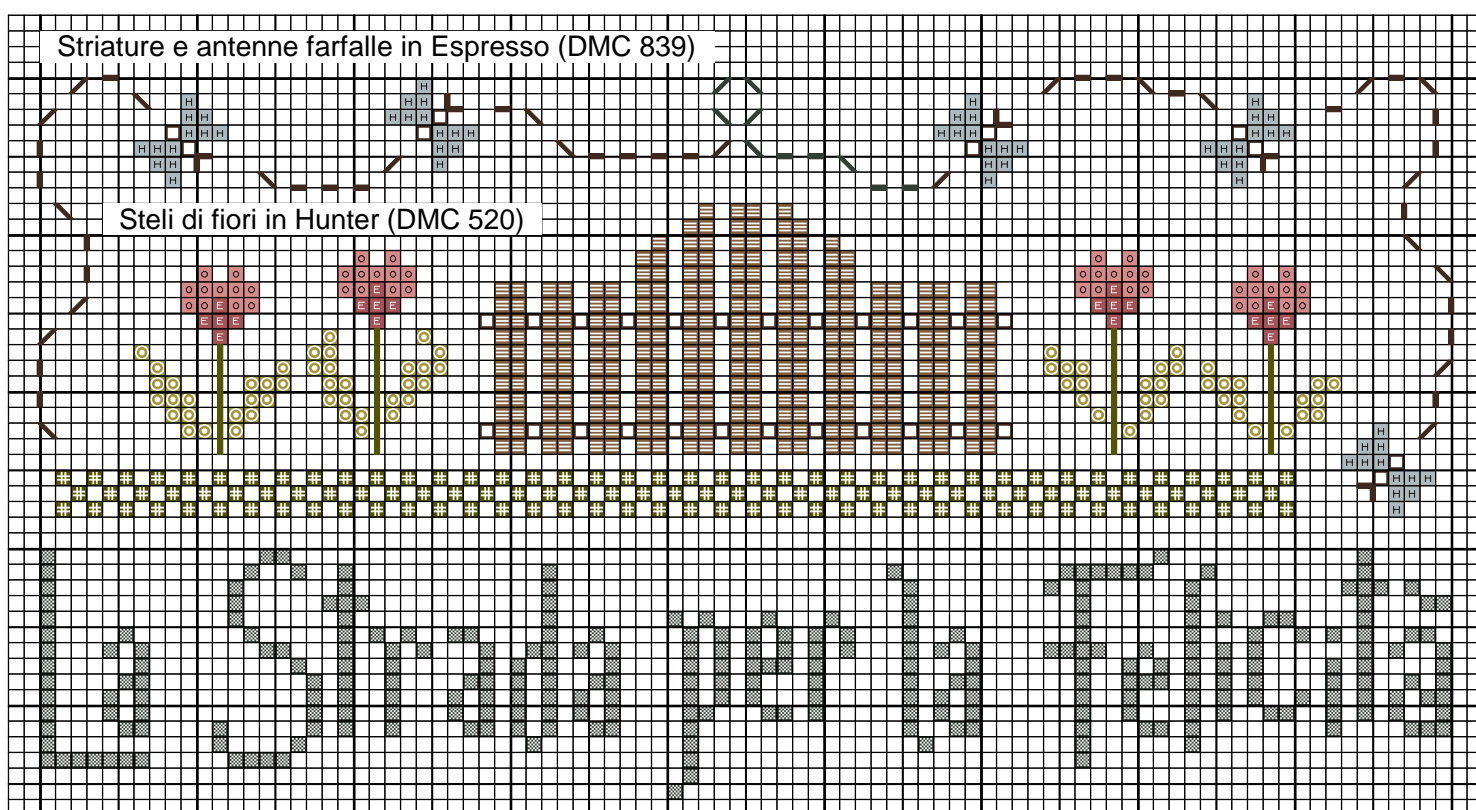 Striature e antenne farfalle in Espresso (DMC 839)
Steli di fiori in Hunter (DMC 520)
La Strada per la Felicità